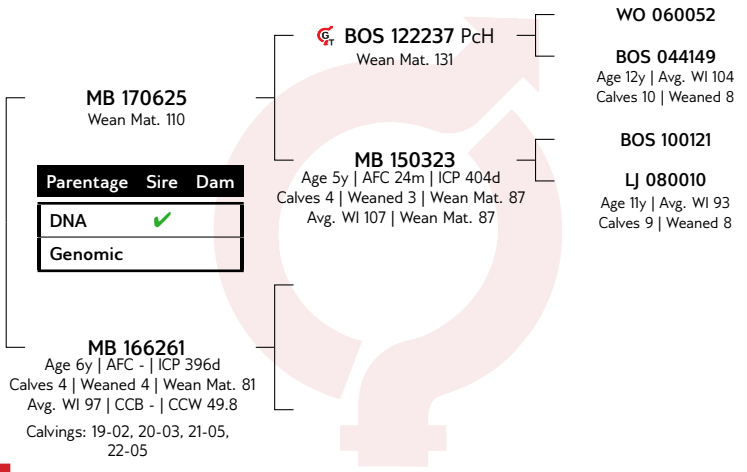 WO 060052
BOS 122237 PcH
Wean Mat. 131
BOS 044149
Age 12y | Avg. WI 104
Calves 10 | Weaned 8
MB 170625
Wean Mat. 110
BOS 100121
MB 150323
Age 5y | AFC 24m | ICP 404d
Calves 4 | Weaned 3 | Wean Mat. 87
Avg. WI 107 | Wean Mat. 87
LJ 080010
Age 11y | Avg. WI 93
Calves 9 | Weaned 8
Parentage Sire Dam
DNA ✔
Genomic
MB 166261
Age 6y | AFC - | ICP 396d
Calves 4 | Weaned 4 | Wean Mat. 81
Avg. WI 97 | CCB - | CCW 49.8
Calvings: 19-02, 20-03, 21-05,
22-05